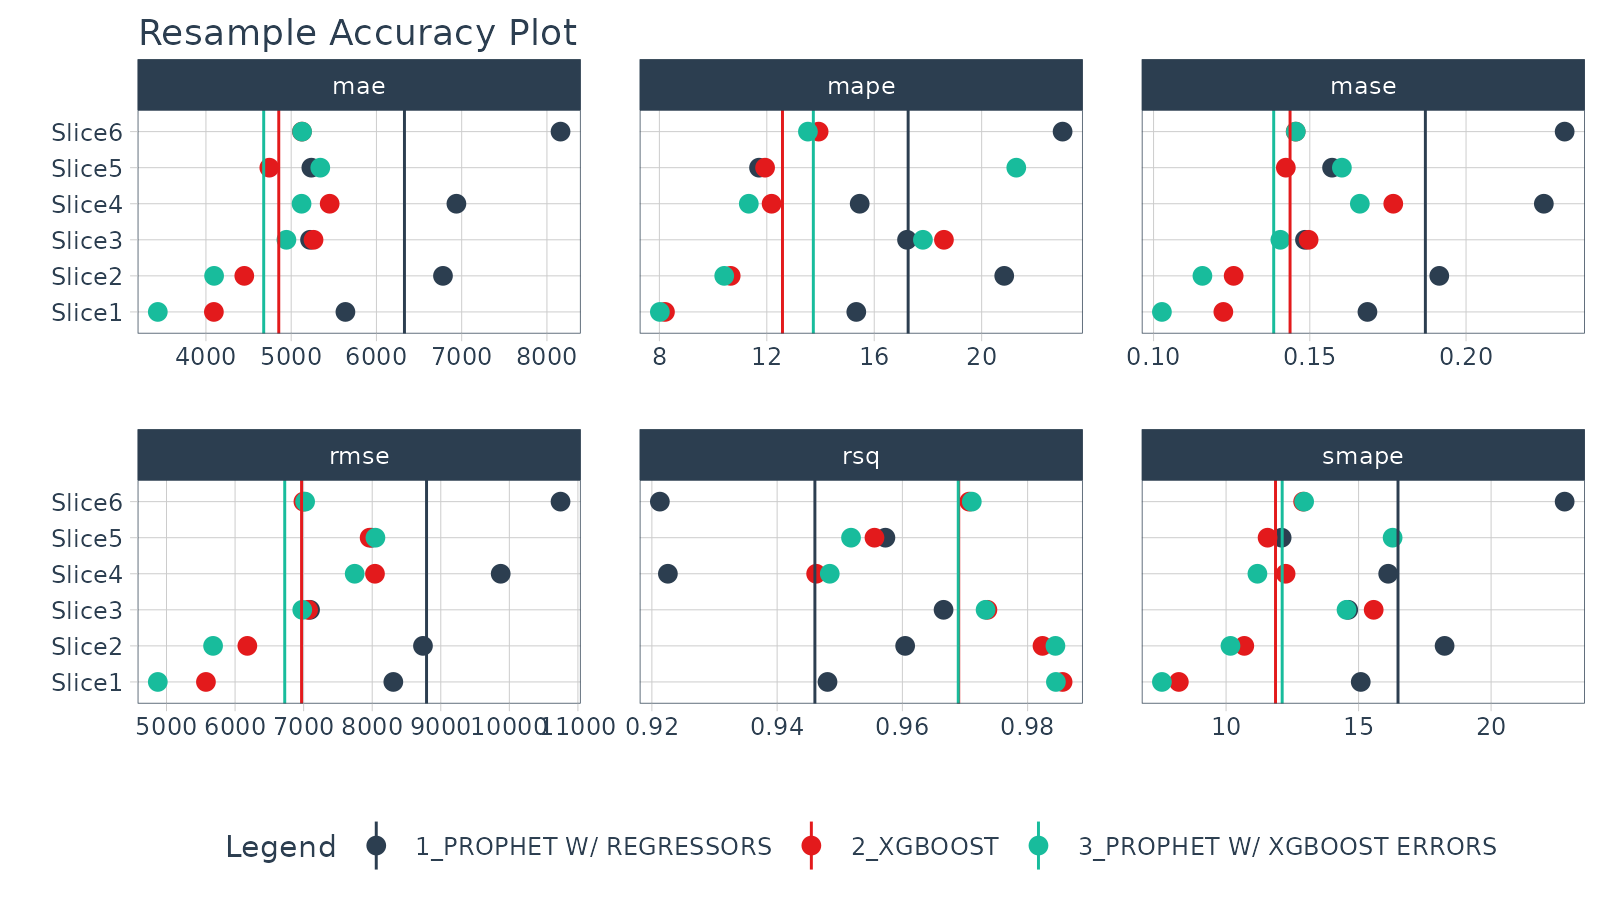 Resample Accuracy Plot
mae mape mase
Slice6
Slice5
Slice4
Slice3
Slice2
Slice1
4000 5000 6000 7000 8000 8 12 16 20 0.10 0.15 0.20
rmse rsq smape
Slice6
Slice5
Slice4
Slice3
Slice2
Slice1
5000 6000 7000 8000 9000 10000 11000 0.92 0.94 0.96 0.98 10 15 20
Legend 1_PROPHET W/ REGRESSORS 2_XGBOOST 3_PROPHET W/ XGBOOST ERRORS